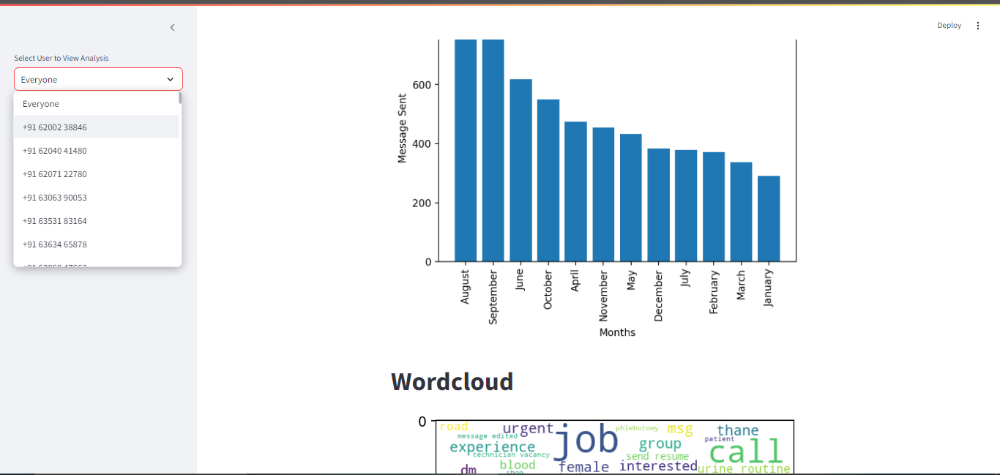 Deploy
Select User to View Analysis
Everyone
Everyone
+91 62002 38846
+91 62040 41480
+91 62071 22780
+91 63063 90053
+91 63531 83164
+91 63634 65878
Message Sent
600
400
200
0
August
September
June
October
April
November
May
December
July
February
March
January
Months
Wordcloud
0
road
urgent
job
phlebotomy
msg
thane
message edited
patient
experience
group
call
technician vacancy
send resume
blood
female
interested
urine routine
dm
shop